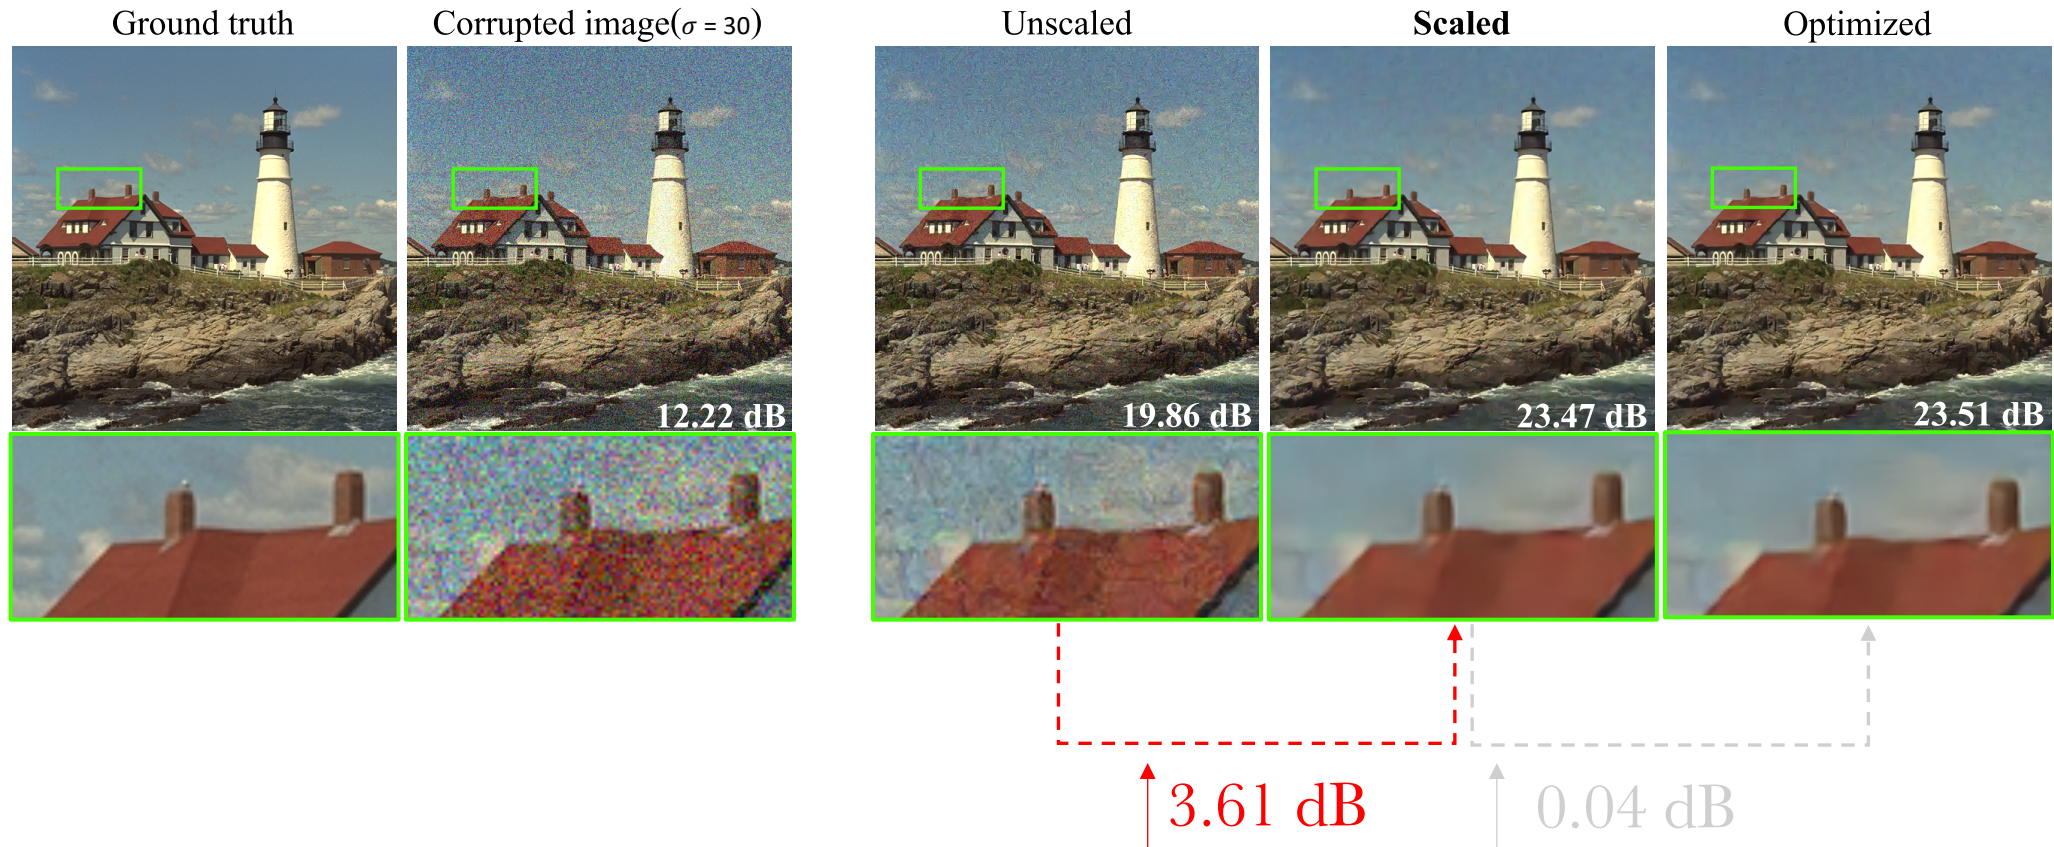 Ground truth
Corrupted image(σ = 30)
Unscaled
Scaled
Optimized
12.22 dB
19.86 dB
23.47 dB
23.51 dB
3.61 dB
0.04 dB